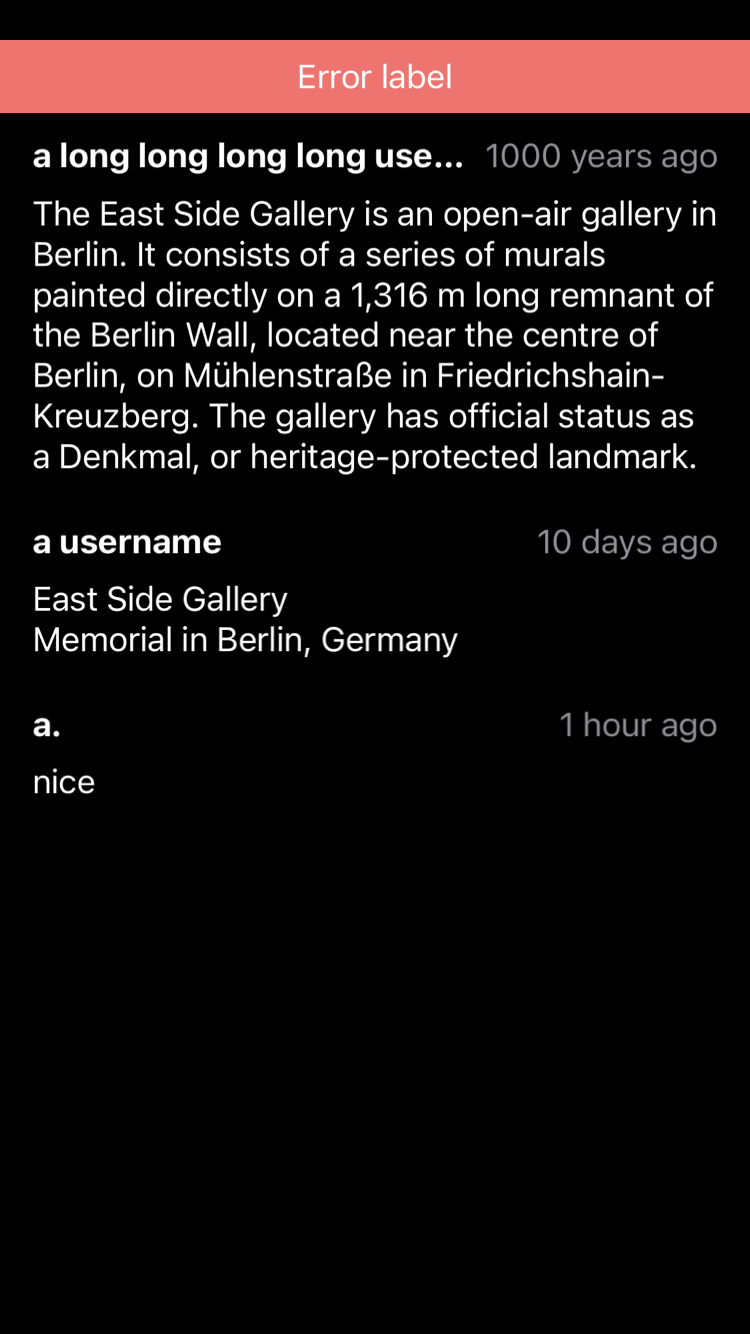 Error label
a long long long long use... 1000 years ago
The East Side Gallery is an open-air gallery in
Berlin. It consists of a series of murals
painted directly on a 1,316 m long remnant of
the Berlin Wall, located near the centre of
Berlin, on Mühlenstraße in Friedrichshain-
Kreuzberg. The gallery has official status as
a Denkmal, or heritage-protected landmark.
a username 10 days ago
East Side Gallery
Memorial in Berlin, Germany
a. 1 hour ago
nice